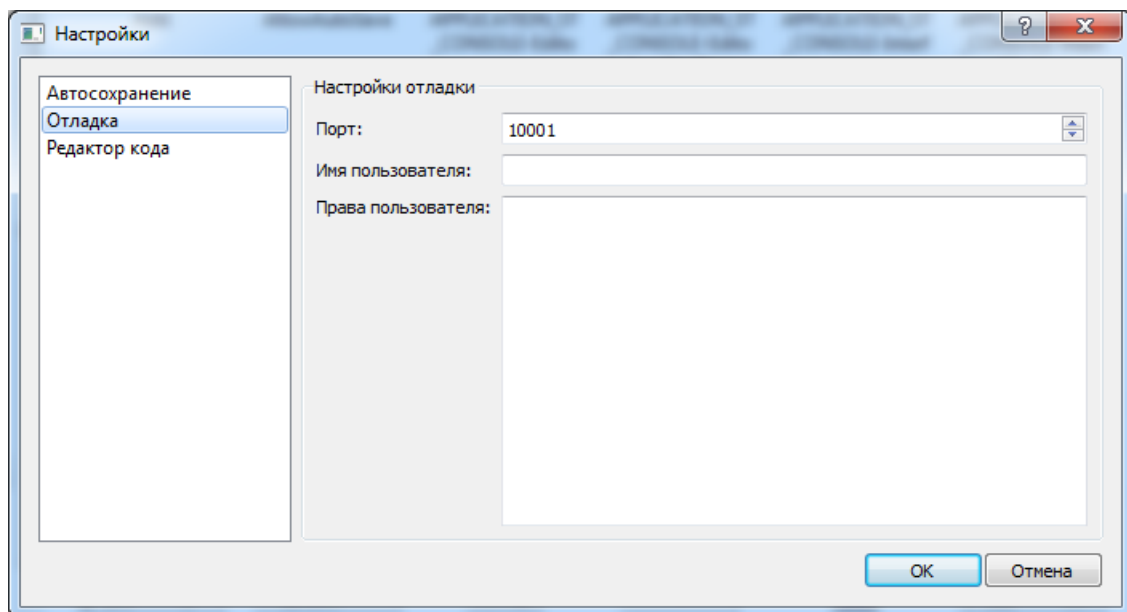 Настройки
Автосохранение
Отладка
Редактор кода
Настройки отладки
Порт:
10001
Имя пользователя:
Права пользователя:
OK
Отмена